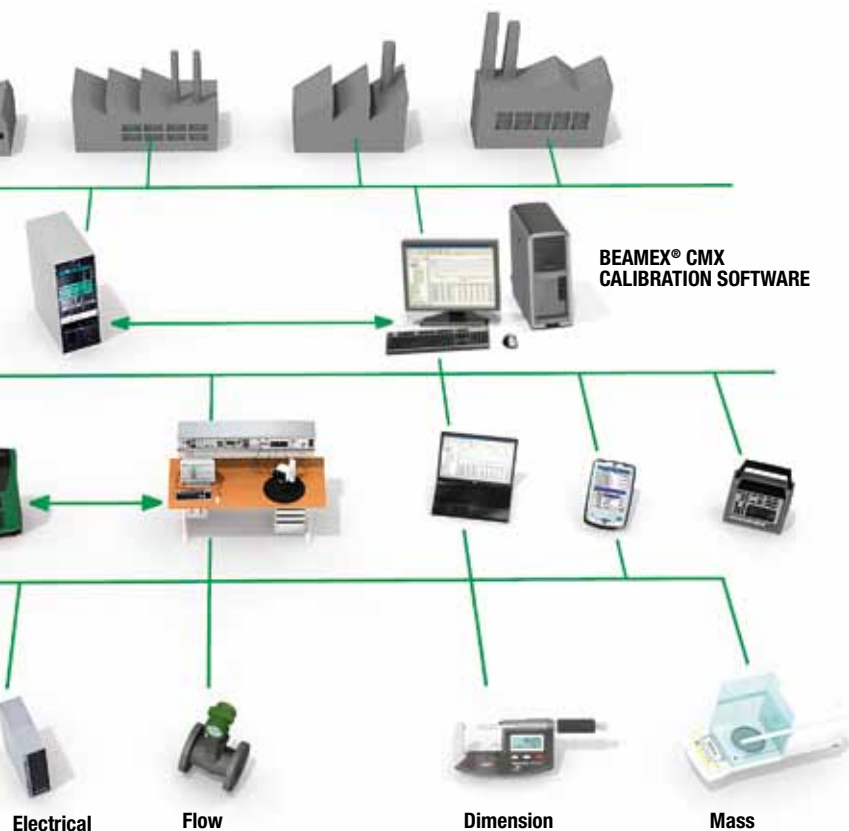 BEAMEX® CMX
CALIBRATION SOFTWARE
Electrical
Flow
Dimension
Mass